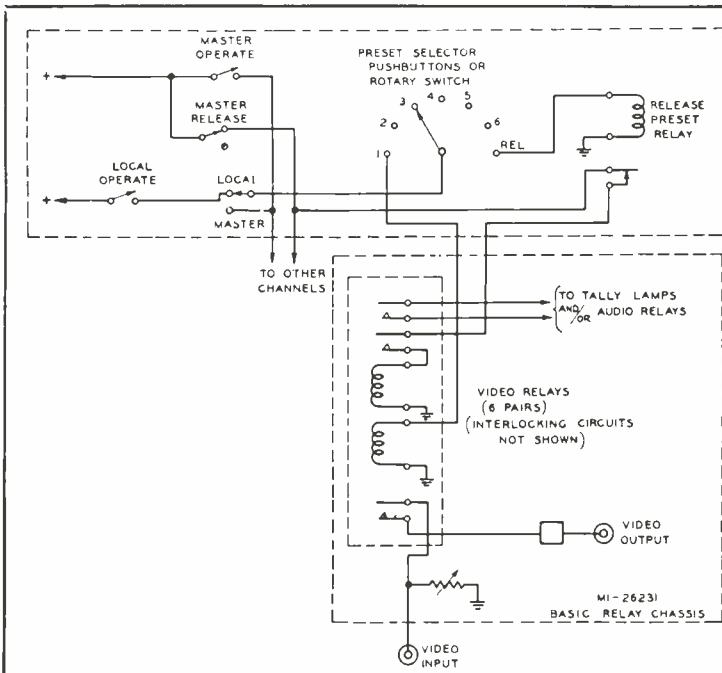 MASTER
OPERATE
+
MASTER
RELEASE
LOCAL
OPERATE
+
LOCAL
MASTER
TO OTHER
CHANNELS
PRESET SELECTOR
PUSHBUTTONS OR
ROTARY SWITCH
1
2
3
4
5
6
REL
RELEASE
PRESET
RELAY
TO TALLY LAMPS
AND/OR AUDIO RELAYS
VIDEO RELAYS
(6 PAIRS)
(INTERLOCKING CIRCUITS
NOT SHOWN)
VIDEO
OUTPUT
MI-26231
BASIC RELAY CHASSIS
VIDEO
INPUT